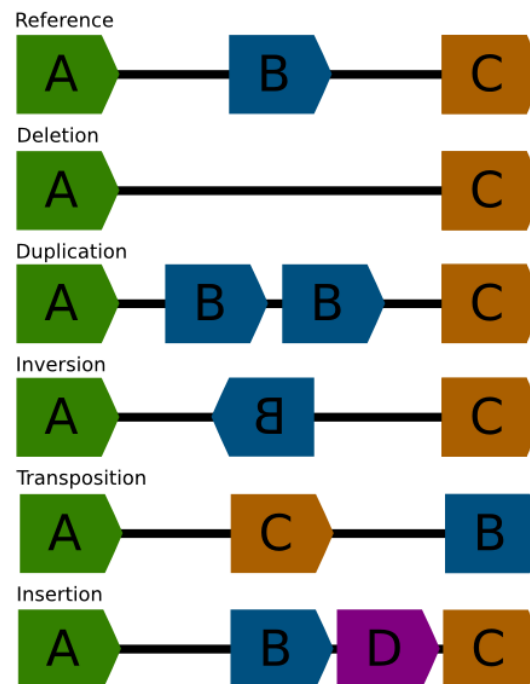 Reference
A B C
Deletion
A C
Duplication
A B B C
Inversion
A B C
Transposition
A C B
Insertion
A B D C